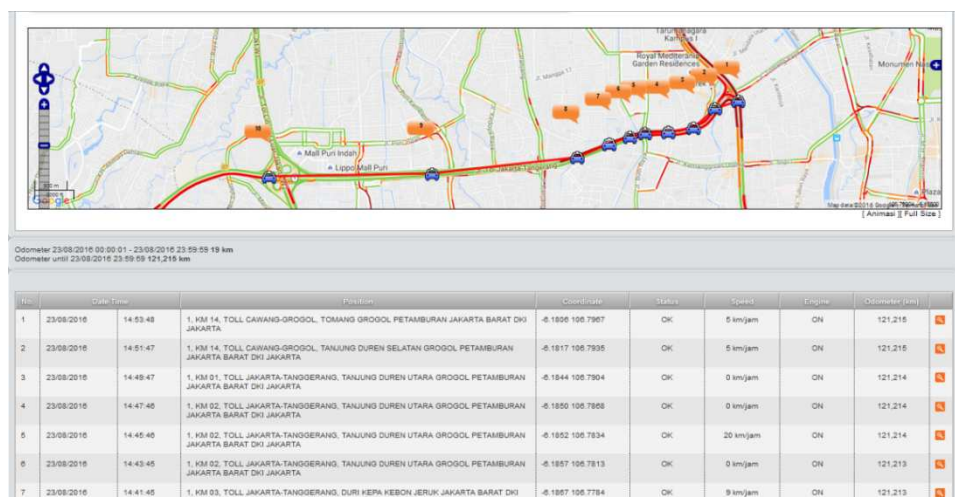 Tarumanagara
Kampus I
Royal Mediterania
Garden Residences
Monumen Nas
1
2
3
4
5
6
7
8
9
10
Mall Puri Indah
Lippo Mall Puri
Google
[ Animasi ][ Full Size ]
Odometer 23/08/2016 00:00:01 - 23/08/2016 23:59:59 19 km
Odometer until 23/08/2016 23:59:59 121,215 km
No Date Time Position Coordinate Status Speed Engine Odometer (km)
1 23/08/2016 14:53:48 1, KM 14, TOLL CAWANG-GROGOL, TOMANG GROGOL PETAMBURAN JAKARTA BARAT DKI -6.1806 106.7967 OK 5 km/jam ON 121,215
JAKARTA
2 23/08/2016 14:51:47 1, KM 14, TOLL CAWANG-GROGOL, TANJUNG DUREN SELATAN GROGOL PETAMBURAN -6.1817 106.7935 OK 5 km/jam ON 121,215
JAKARTA BARAT DKI JAKARTA
3 23/08/2016 14:49:47 1, KM 01, TOLL JAKARTA-TANGGERANG, TANJUNG DUREN UTARA GROGOL PETAMBURAN -6.1844 106.7904 OK 0 km/jam ON 121,214
JAKARTA BARAT DKI JAKARTA
4 23/08/2016 14:47:46 1, KM 02, TOLL JAKARTA-TANGGERANG, TANJUNG DUREN UTARA GROGOL PETAMBURAN -6.1850 106.7868 OK 0 km/jam ON 121,214
JAKARTA BARAT DKI JAKARTA
5 23/08/2016 14:45:46 1, KM 02, TOLL JAKARTA-TANGGERANG, TANJUNG DUREN UTARA GROGOL PETAMBURAN -6.1852 106.7834 OK 20 km/jam ON 121,214
JAKARTA BARAT DKI JAKARTA
6 23/08/2016 14:43:45 1, KM 02, TOLL JAKARTA-TANGGERANG, TANJUNG DUREN UTARA GROGOL PETAMBURAN -6.1857 106.7813 OK 0 km/jam ON 121,213
JAKARTA BARAT DKI JAKARTA
7 23/08/2016 14:41:45 1, KM 03, TOLL JAKARTA-TANGGERANG, DURI KEPA KEBON JERUK JAKARTA BARAT DKI -6.1867 106.7784 OK 9 km/jam ON 121,213